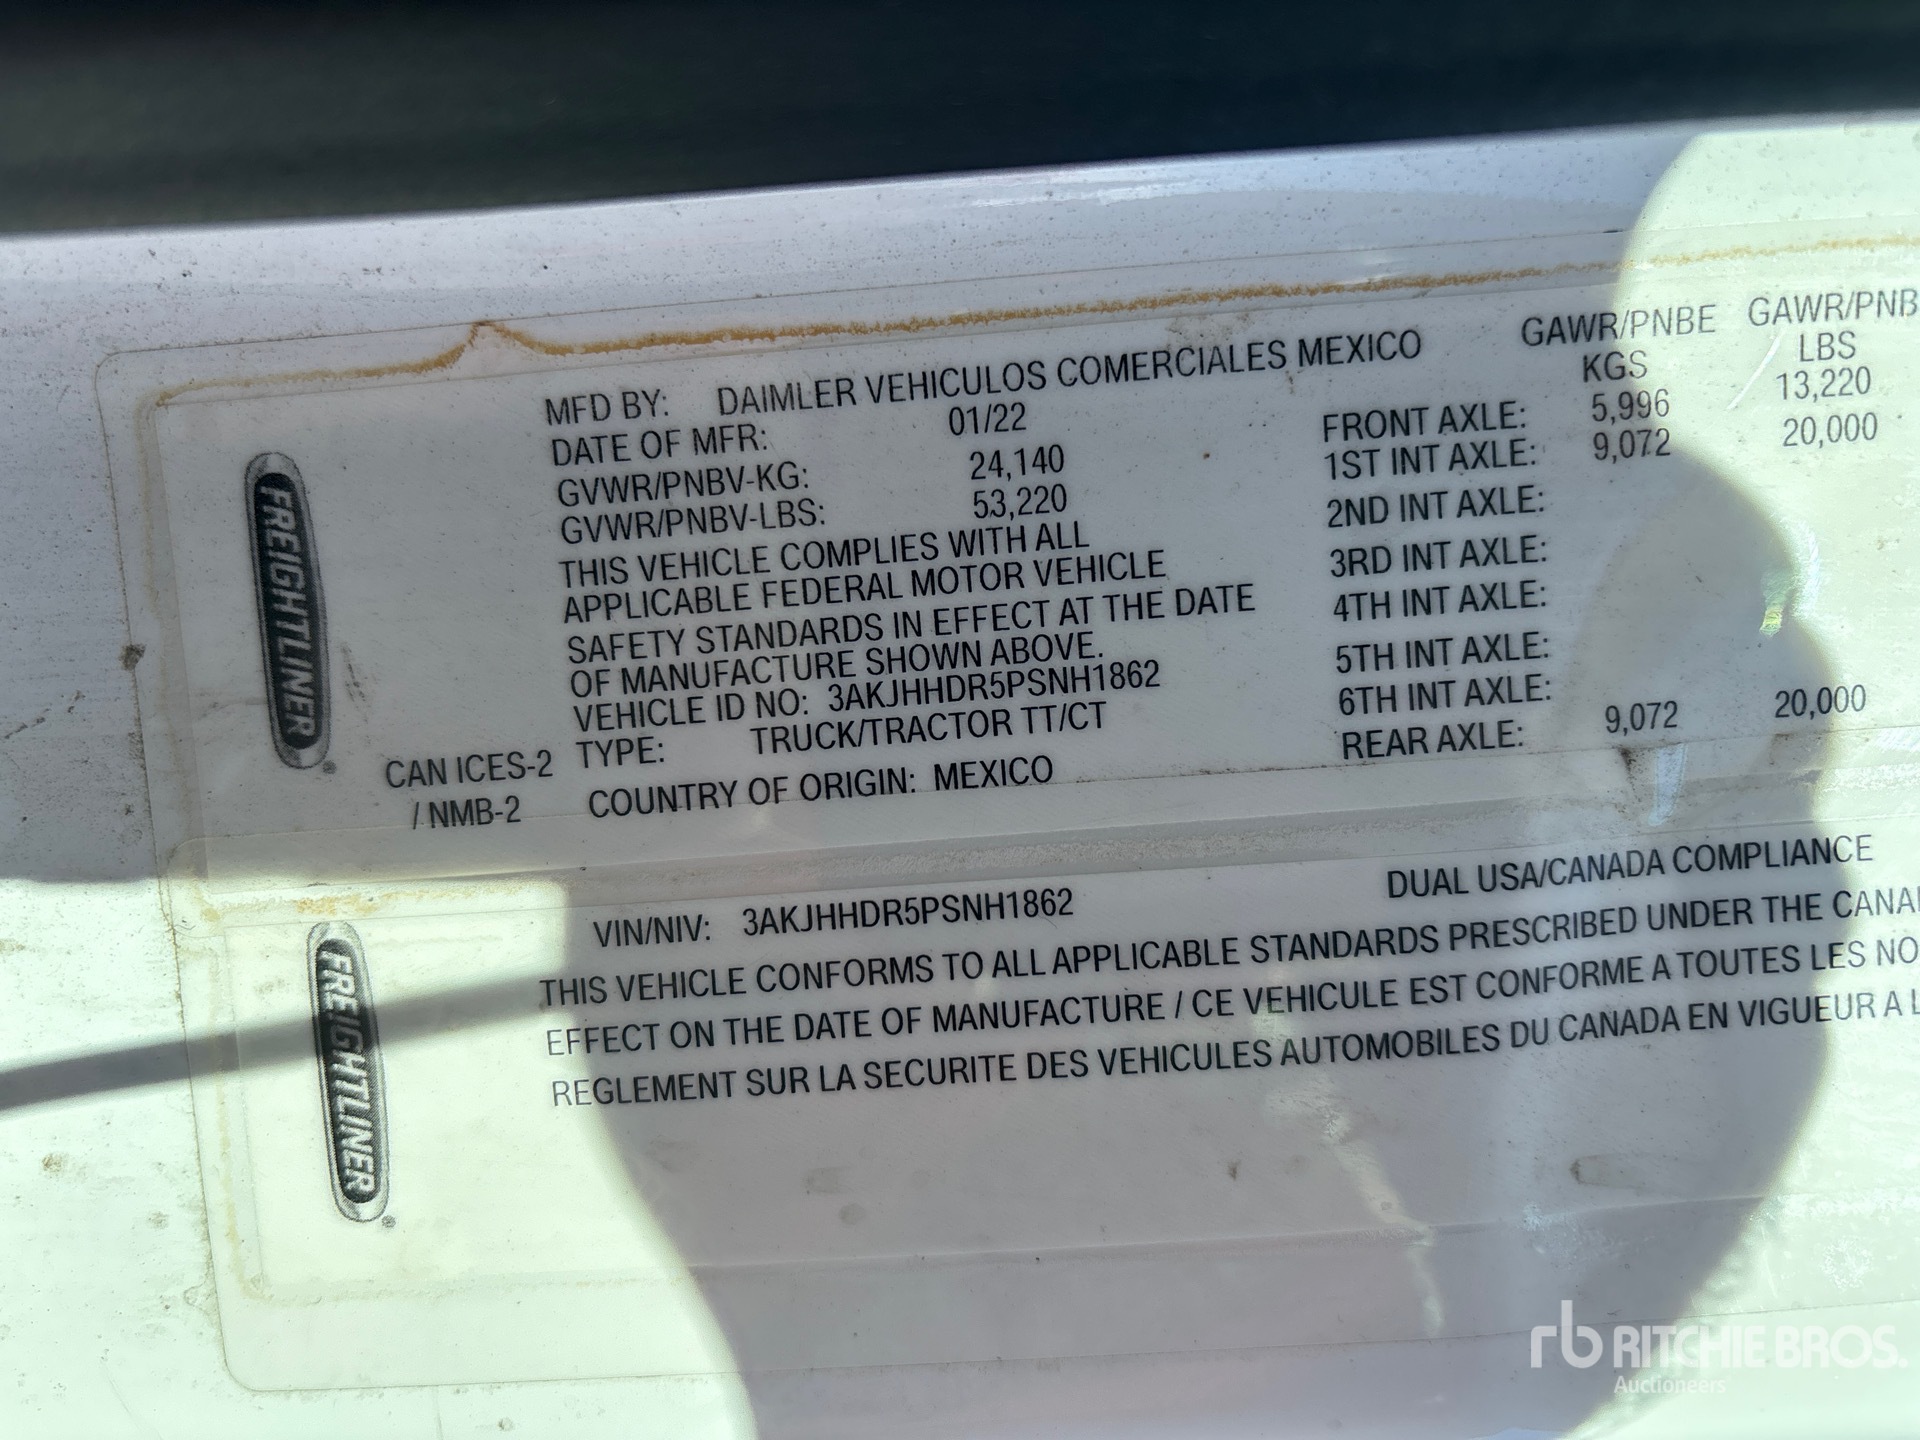 FREIGHTLINER®
MFD BY: DAIMLER VEHICULOS COMERCIALES MEXICO
DATE OF MFR: 01/22
GVWR/PNBV-KG: 24,140
GVWR/PNBV-LBS: 53,220
THIS VEHICLE COMPLIES WITH ALL
APPLICABLE FEDERAL MOTOR VEHICLE
SAFETY STANDARDS IN EFFECT AT THE DATE
OF MANUFACTURE SHOWN ABOVE.
VEHICLE ID NO: 3AKJHHDR5PSNH1862
TYPE: TRUCK/TRACTOR TT/CT
COUNTRY OF ORIGIN: MEXICO
CAN ICES-2
/ NMB-2
GAWR/PNBE GAWR/PNB
KGS LBS
FRONT AXLE: 5,996 13,220
1ST INT AXLE: 9,072 20,000
2ND INT AXLE:
3RD INT AXLE:
4TH INT AXLE:
5TH INT AXLE:
6TH INT AXLE:
REAR AXLE: 9,072 20,000
FREIGHTLINER®
VIN/NIV: 3AKJHHDR5PSNH1862 DUAL USA/CANADA COMPLIANCE
THIS VEHICLE CONFORMS TO ALL APPLICABLE STANDARDS PRESCRIBED UNDER THE CANA
EFFECT ON THE DATE OF MANUFACTURE / CE VEHICULE EST CONFORME A TOUTES LES NO
REGLEMENT SUR LA SECURITE DES VEHICULES AUTOMOBILES DU CANADA EN VIGUEUR A L
rb RITCHIE BROS.
Auctioneers